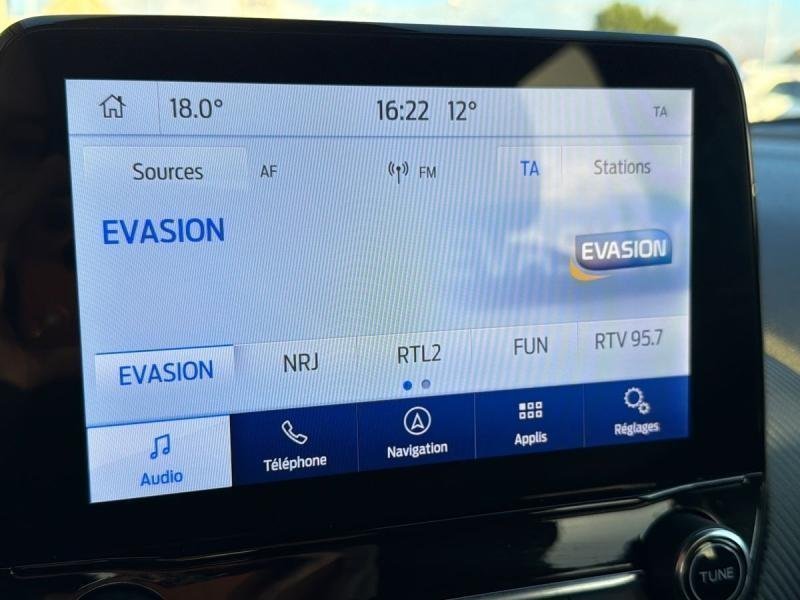 18.0° 16:22 12° TA
Sources AF FM TA Stations
EVASION
EVASION
EVASION NRJ RTL2 FUN RTV 95.7
Audio Téléphone Navigation Applis Réglages
TUNE